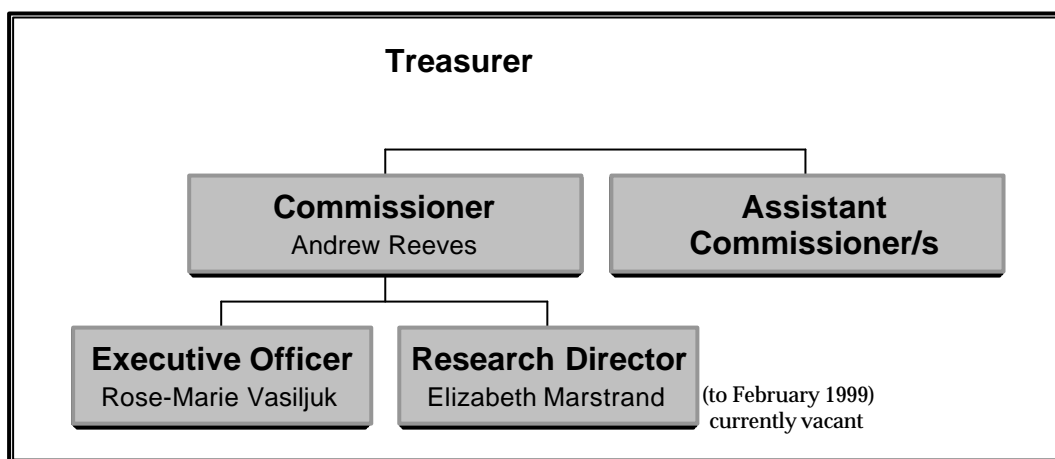 Treasurer
Commissioner
Andrew Reeves
Assistant
Commissioner/s
Executive Officer
Rose-Marie Vasiljuk
Research Director
Elizabeth Marstrand
(to February 1999)
currently vacant